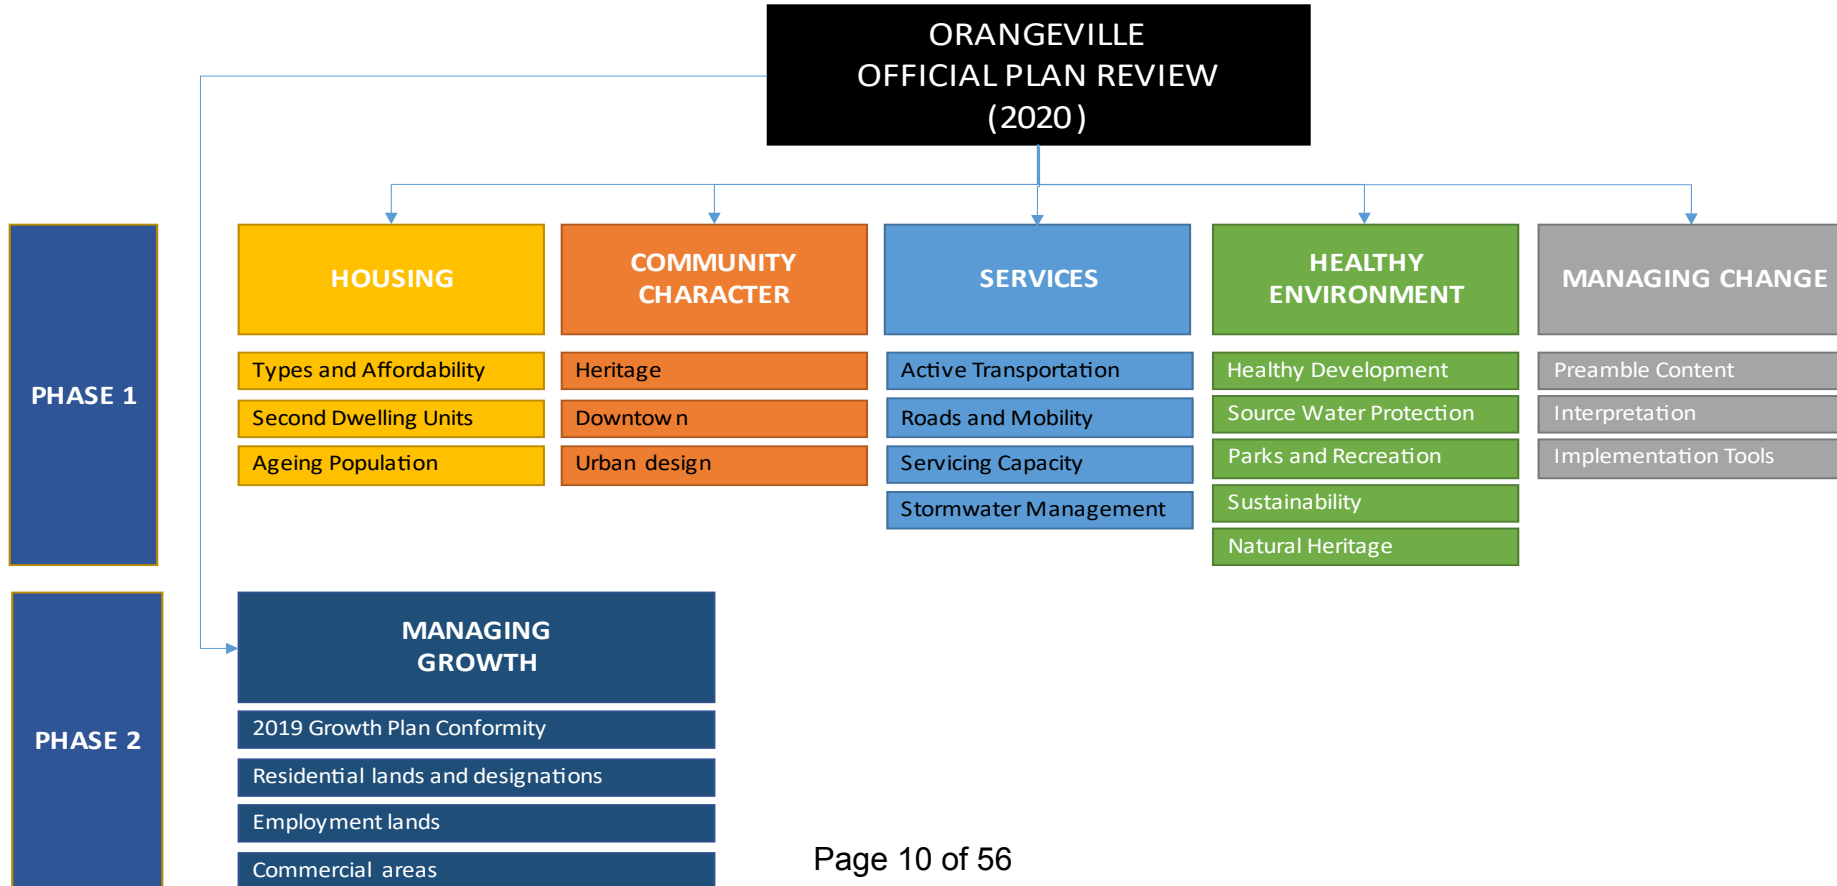 ORANGEVILLE
OFFICIAL PLAN REVIEW
(2020)
PHASE 1
HOUSING
Types and Affordability
Second Dwelling Units
Ageing Population
COMMUNITY
CHARACTER
Heritage
Downtown
Urban design
SERVICES
Active Transportation
Roads and Mobility
Servicing Capacity
Stormwater Management
HEALTHY
ENVIRONMENT
Healthy Development
Source Water Protection
Parks and Recreation
Sustainability
Natural Heritage
MANAGING CHANGE
Preamble Content
Interpretation
Implementation Tools
PHASE 2
MANAGING
GROWTH
2019 Growth Plan Conformity
Residential lands and designations
Employment lands
Commercial areas
Page 10 of 56